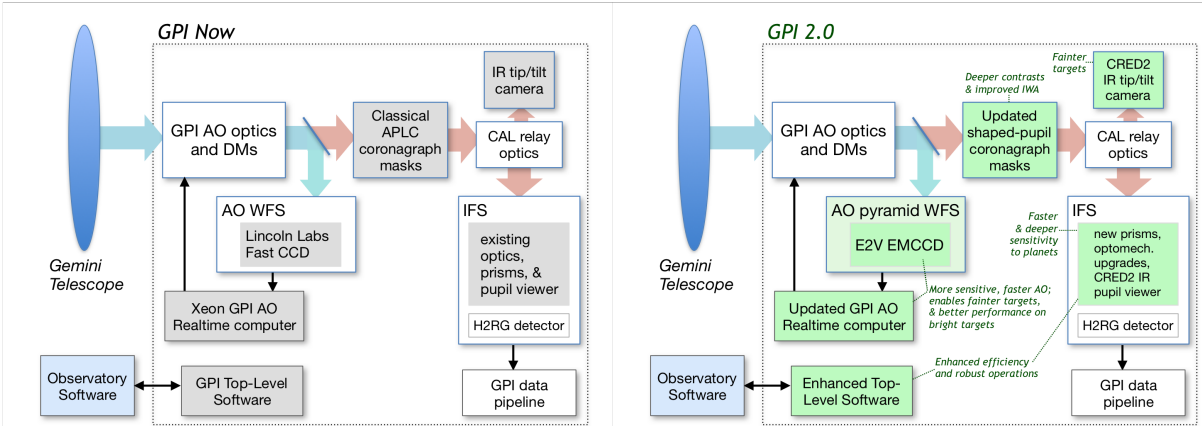 GPI Now
IR tip/tilt
camera
GPI AO optics
and DMs
Classical
APLC
coronagraph
masks
CAL relay
optics
AO WFS
Lincoln Labs
Fast CCD
IFS
existing
optics,
prisms, &
pupil viewer
H2RG detector
Gemini
Telescope
Xeon GPI AO
Realtime computer
Observatory
Software
GPI Top-Level
Software
GPI data
pipeline
GPI 2.0
Fainter
targets
CRED2
IR tip/tilt
camera
Deeper contrasts
& improved IWA
GPI AO optics
and DMs
Updated
shaped-pupil
coronagraph
masks
CAL relay
optics
AO pyramid WFS
E2V EMCCD
Faster
& deeper
sensitivity
to planets
IFS
new prisms,
optomech.
upgrades,
CRED2 IR
pupil viewer
H2RG detector
Gemini
Telescope
Updated GPI AO
Realtime computer
More sensitive, faster AO;
enables fainter targets,
& better performance on
bright targets
Observatory
Software
Enhanced Top-
Level Software
Enhanced efficiency
and robust operations
GPI data
pipeline